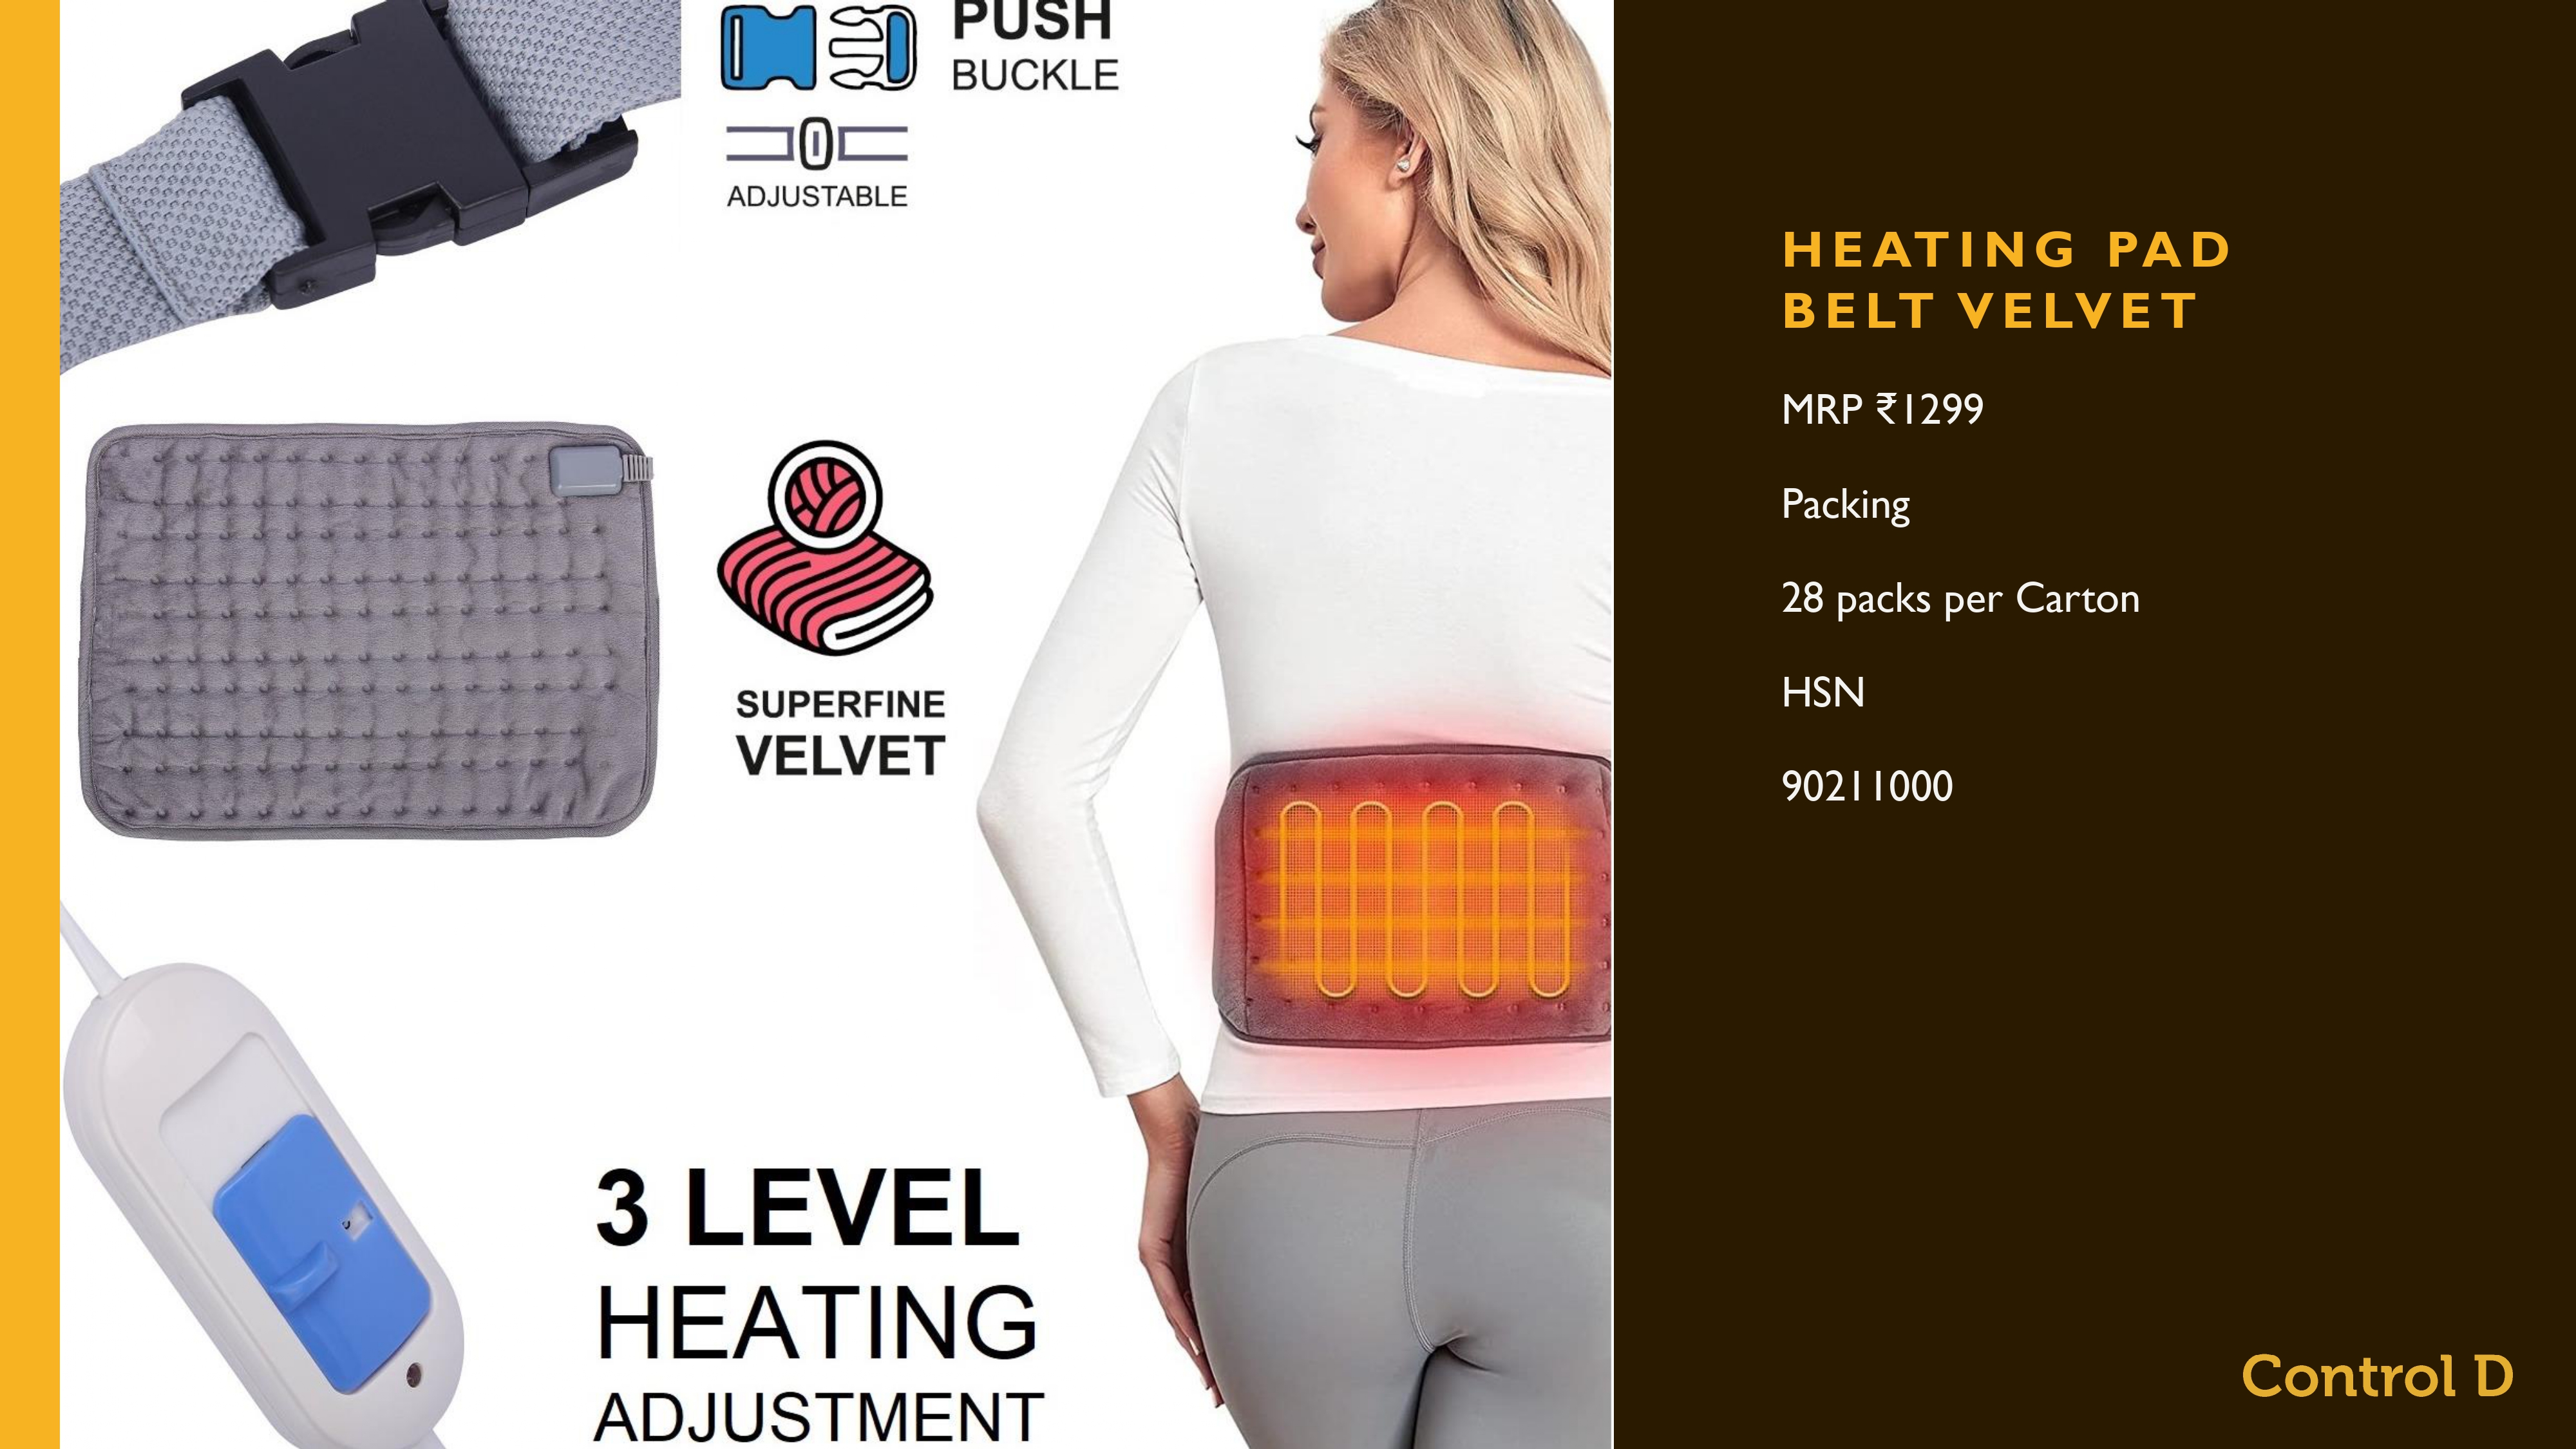 PUSH
BUCKLE
ADJUSTABLE
SUPERFINE
VELVET
3 LEVEL
HEATING
ADJUSTMENT
HEATING PAD
BELT VELVET
MRP ₹1299
Packing
28 packs per Carton
HSN
90211000
Control D